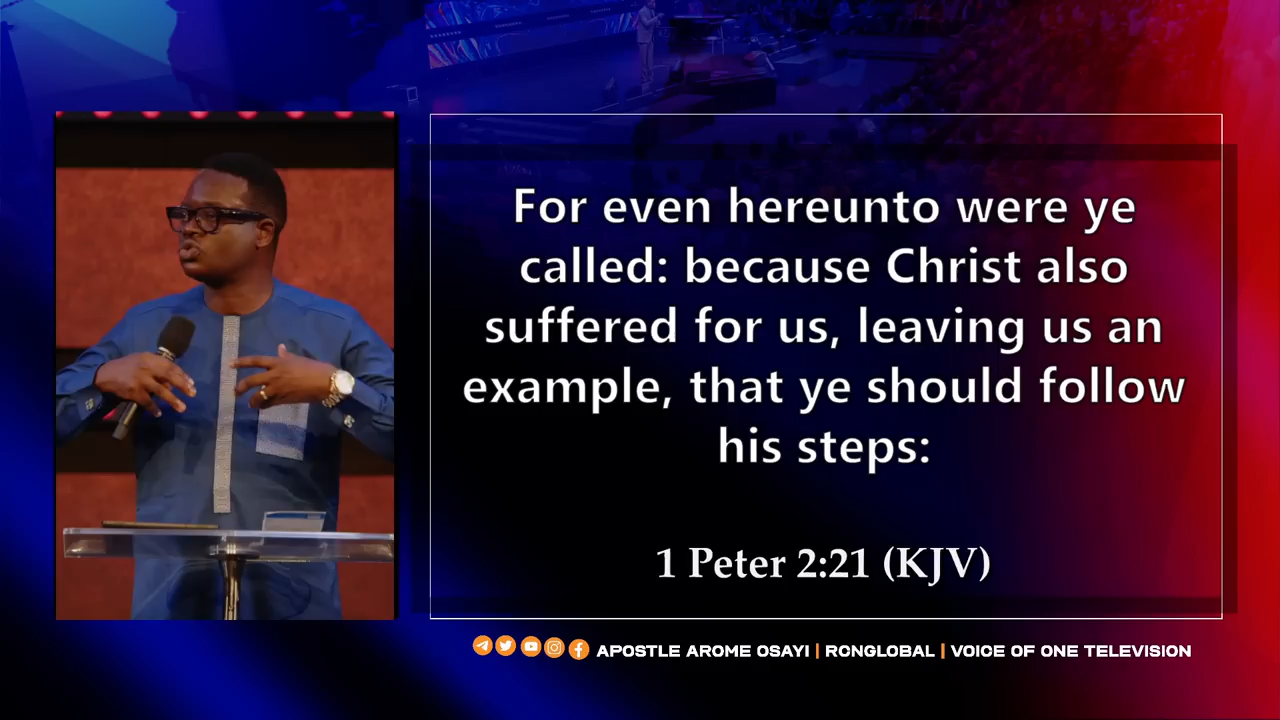 For even hereunto were ye
called: because Christ also
suffered for us, leaving us an
example, that ye should follow
his steps:
1 Peter 2:21 (KJV)
APOSTLE AROME OSAYI | RCNGLOBAL | VOICE OF ONE TELEVISION